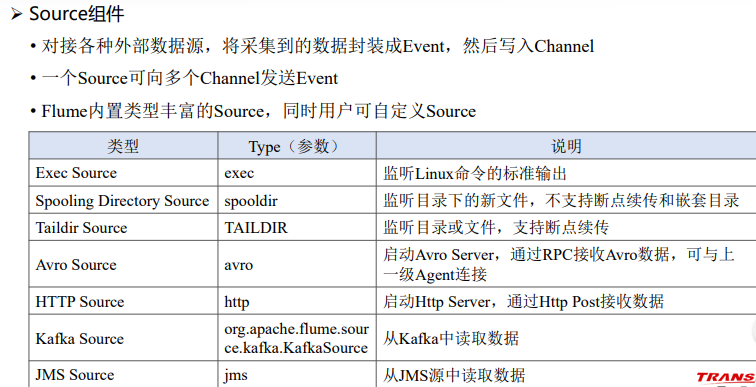 ➢ Source组件
• 对接各种外部数据源，将采集到的数据封装成Event，然后写入Channel
• 一个Source可向多个Channel发送Event
• Flume内置类型丰富的Source，同时用户可自定义Source
类型 Type（参数） 说明
Exec Source exec 监听Linux命令的标准输出
Spooling Directory Source spooldir 监听目录下的新文件，不支持断点续传和嵌套目录
Taildir Source TAILDIR 监听目录或文件，支持断点续传
Avro Source avro 启动Avro Server，通过RPC接收Avro数据，可与上
一级Agent连接
HTTP Source http 启动Http Server，通过Http Post接收数据
Kafka Source org.apache.flume.sour
ce.kafka.KafkaSource 从Kafka中读取数据
JMS Source jms 从JMS源中读取数据
TRANS